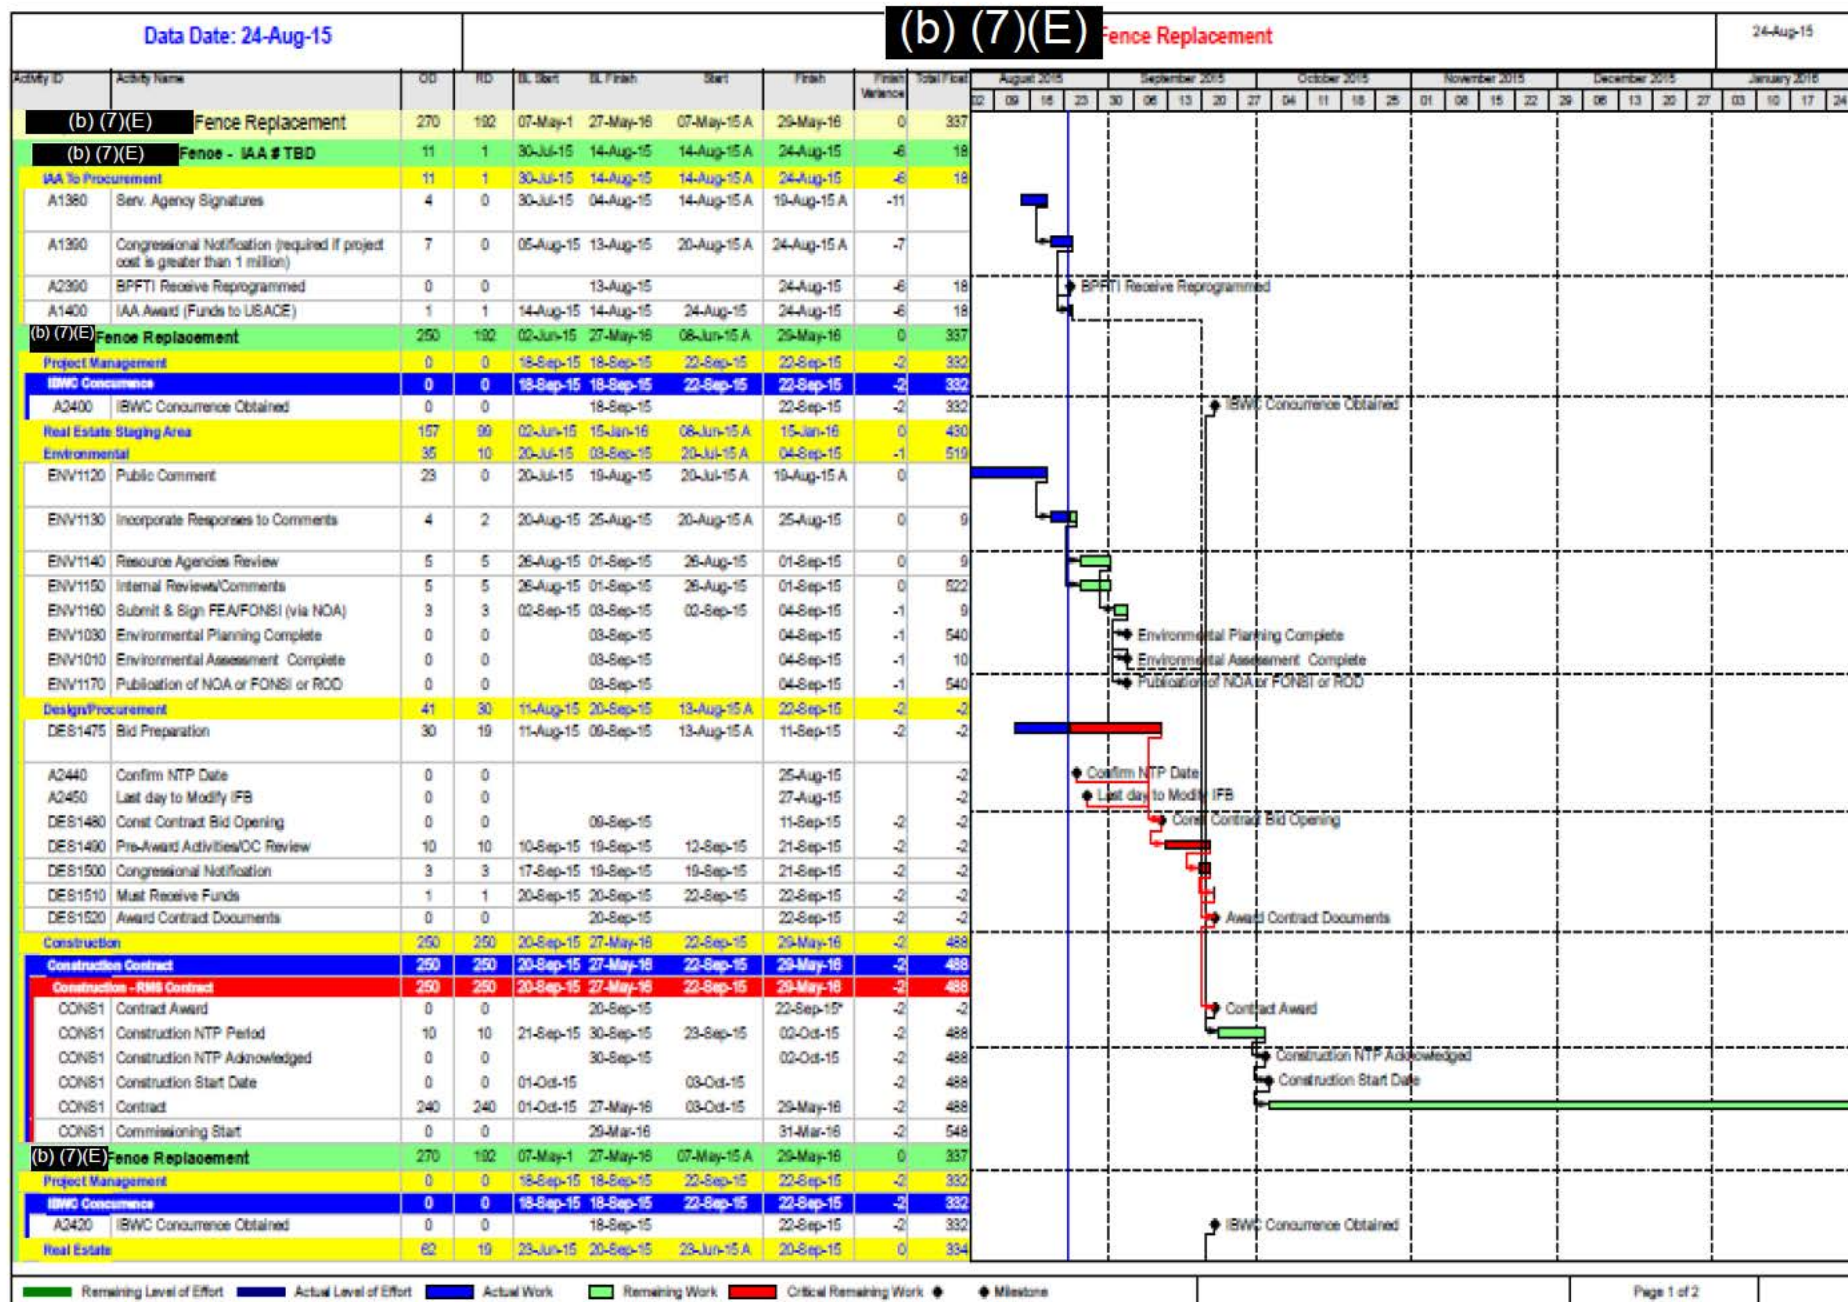 Data Date: 24-Aug-15 (b) (7)(E) Fence Replacement 24-Aug-15
Activity ID Activity Name OD RD BL Start BL Finish Start Finish Finish Variance Total Float August 2015 September 2015 October 2015 November 2015 December 2015 January 2016
02 09 16 23 30 06 13 20 27 04 11 18 25 01 08 15 22 29 06 13 20 27 03 10 17 24
(b) (7)(E) Fence Replacement 270 192 07-May-1 27-May-16 07-May-15 A 29-May-16 0 337
(b) (7)(E) Fence - IAA # TBD 11 1 30-Jul-15 14-Aug-15 14-Aug-15 A 24-Aug-15 -6 18
IAA To Procurement 11 1 30-Jul-15 14-Aug-15 14-Aug-15 A 24-Aug-15 -6 18
A1380 Serv. Agency Signatures 4 0 30-Jul-15 04-Aug-15 14-Aug-15 A 19-Aug-15 A -11
A1390 Congressional Notification (required if project cost is greater than 1 million) 7 0 05-Aug-15 13-Aug-15 20-Aug-15 A 24-Aug-15 A -7
A2390 BPFTI Receive Reprogrammed 0 0 13-Aug-15 24-Aug-15 -6 18 BPFTI Receive Reprogrammed
A1400 IAA Award (Funds to USACE) 1 1 14-Aug-15 14-Aug-15 24-Aug-15 24-Aug-15 -6 18
(b) (7)(E) Fence Replacement 250 192 02-Jun-15 27-May-16 08-Jun-15 A 29-May-16 0 337
Project Management 0 0 18-Sep-15 18-Sep-15 22-Sep-15 22-Sep-15 -2 332
IBWC Concurrence 0 0 18-Sep-15 18-Sep-15 22-Sep-15 22-Sep-15 -2 332
A2400 IBWC Concurrence Obtained 0 0 18-Sep-15 22-Sep-15 -2 332 IBWC Concurrence Obtained
Real Estate Staging Area 157 99 02-Jun-15 15-Jan-16 08-Jun-15 A 15-Jan-16 0 430
Environmental 35 10 20-Jul-15 03-Sep-15 20-Jul-15 A 04-Sep-15 -1 519
ENV1120 Public Comment 23 0 20-Jul-15 19-Aug-15 20-Jul-15 A 19-Aug-15 A 0
ENV1130 Incorporate Responses to Comments 4 2 20-Aug-15 25-Aug-15 20-Aug-15 A 25-Aug-15 0 9
ENV1140 Resource Agencies Review 5 5 26-Aug-15 01-Sep-15 26-Aug-15 01-Sep-15 0 9
ENV1150 Internal Reviews/Comments 5 5 26-Aug-15 01-Sep-15 26-Aug-15 01-Sep-15 0 522
ENV1160 Submit & Sign FEA/FONSI (via NOA) 3 3 02-Sep-15 03-Sep-15 02-Sep-15 04-Sep-15 -1 9
ENV1030 Environmental Planning Complete 0 0 03-Sep-15 04-Sep-15 -1 540 Environmental Planning Complete
ENV1010 Environmental Assessment Complete 0 0 03-Sep-15 04-Sep-15 -1 10 Environmental Assessment Complete
ENV1170 Publication of NOA or FONSI or ROD 0 0 03-Sep-15 04-Sep-15 -1 540 Publication of NOA or FONSI or ROD
Design/Procurement 41 30 11-Aug-15 20-Sep-15 13-Aug-15 A 22-Sep-15 -2 -2
DES1475 Bid Preparation 30 19 11-Aug-15 09-Sep-15 13-Aug-15 A 11-Sep-15 -2 -2
A2440 Confirm NTP Date 0 0 25-Aug-15 -2 Confirm NTP Date
A2450 Last day to Modify IFB 0 0 27-Aug-15 -2 Last day to Modify IFB
DES1480 Const Contract Bid Opening 0 0 09-Sep-15 11-Sep-15 -2 -2 Const Contract Bid Opening
DES1490 Pre-Award Activities/OC Review 10 10 10-Sep-15 19-Sep-15 12-Sep-15 21-Sep-15 -2 -2
DES1500 Congressional Notification 3 3 17-Sep-15 19-Sep-15 19-Sep-15 21-Sep-15 -2 -2
DES1510 Must Receive Funds 1 1 20-Sep-15 20-Sep-15 22-Sep-15 22-Sep-15 -2 -2
DES1520 Award Contract Documents 0 0 20-Sep-15 22-Sep-15 -2 -2 Award Contract Documents
Construction 250 250 20-Sep-15 27-May-16 22-Sep-15 29-May-16 -2 488
Construction Contract 250 250 20-Sep-15 27-May-16 22-Sep-15 29-May-16 -2 488
Construction - RMS Contract 250 250 20-Sep-15 27-May-16 22-Sep-15 29-May-16 -2 488
CONS1 Contract Award 0 0 20-Sep-15 22-Sep-15* -2 -2 Contract Award
CONS1 Construction NTP Period 10 10 21-Sep-15 30-Sep-15 23-Sep-15 02-Oct-15 -2 488
CONS1 Construction NTP Acknowledged 0 0 30-Sep-15 02-Oct-15 -2 488 Construction NTP Acknowledged
CONS1 Construction Start Date 0 0 01-Oct-15 03-Oct-15 -2 488 Construction Start Date
CONS1 Contract 240 240 01-Oct-15 27-May-16 03-Oct-15 29-May-16 -2 488
CONS1 Commissioning Start 0 0 29-Mar-16 31-Mar-16 -2 548
(b) (7)(E) Fence Replacement 270 192 07-May-1 27-May-16 07-May-15 A 29-May-16 0 337
Project Management 0 0 18-Sep-15 18-Sep-15 22-Sep-15 22-Sep-15 -2 332
IBWC Concurrence 0 0 18-Sep-15 18-Sep-15 22-Sep-15 22-Sep-15 -2 332
A2420 IBWC Concurrence Obtained 0 0 18-Sep-15 22-Sep-15 -2 332 IBWC Concurrence Obtained
Real Estate 62 19 23-Jun-15 20-Sep-15 23-Jun-15 A 20-Sep-15 0 334
Remaining Level of Effort Actual Level of Effort Actual Work Remaining Work Critical Remaining Work Milestone Page 1 of 2